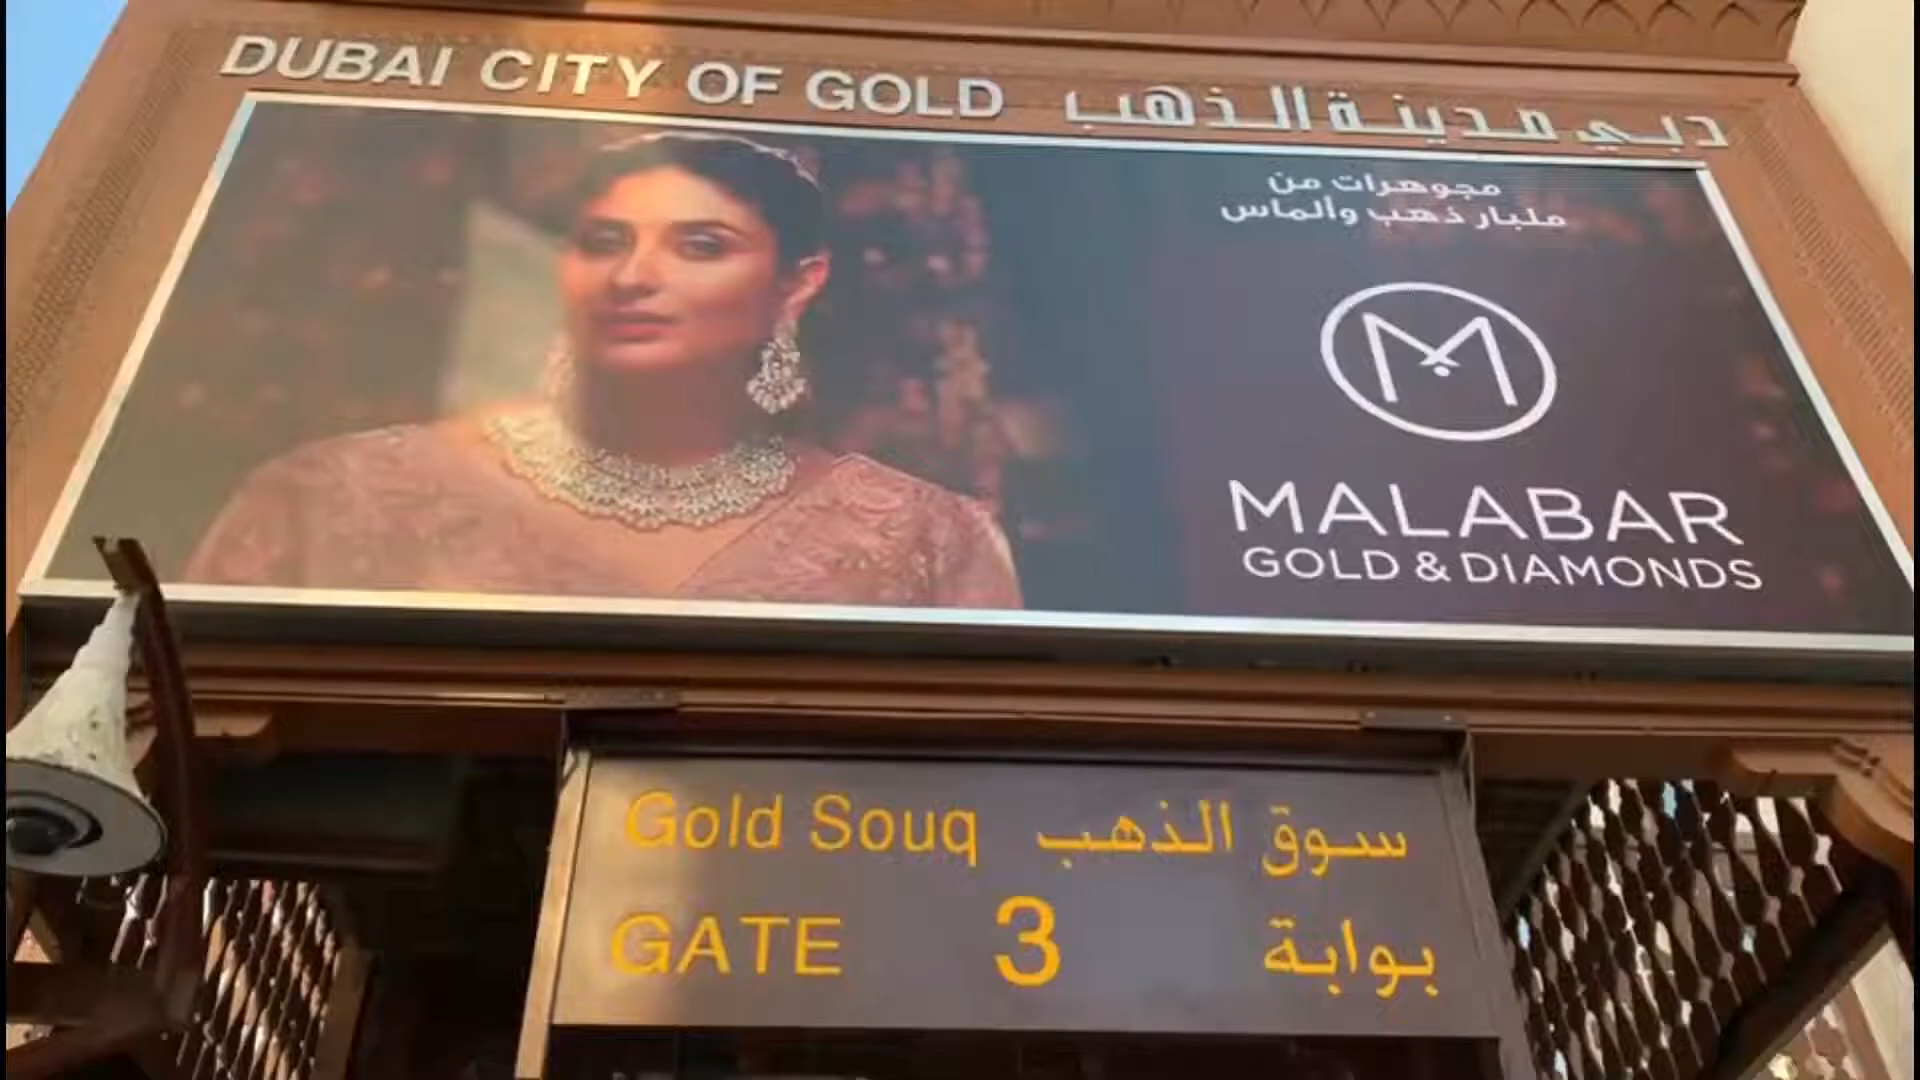 DUBAI CITY OF GOLD دبي مدينة الذهب
مجوهرات من
مليار ذهب والماس
M
MALABAR
GOLD & DIAMONDS
Gold Souq سوق الذهب
GATE 3 بوابة